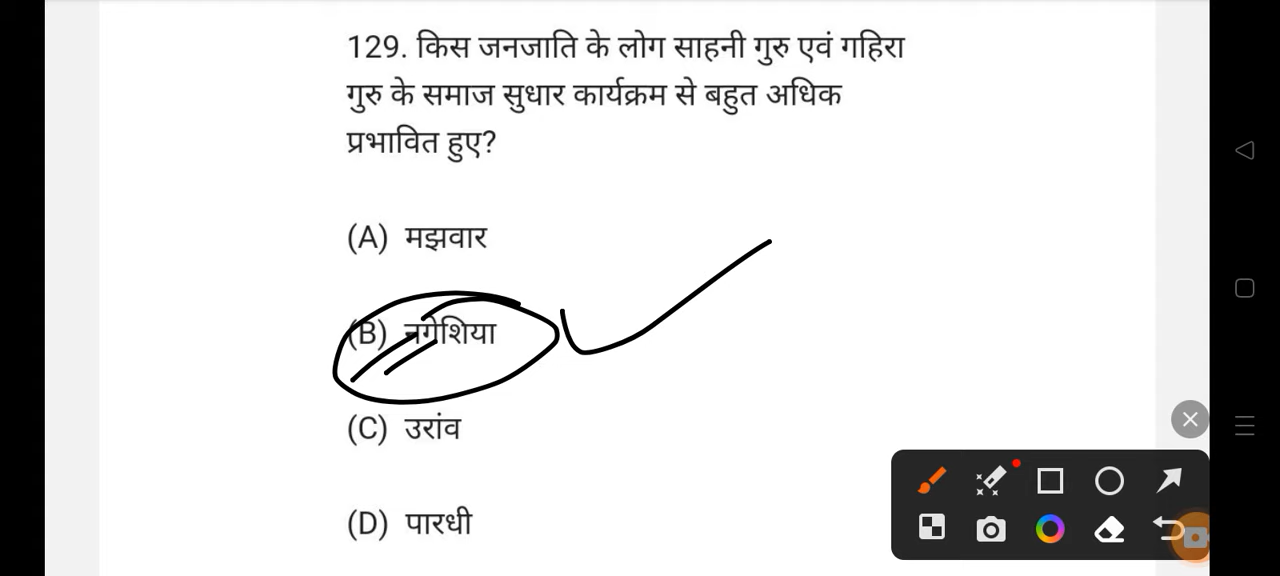 129. किस जनजाति के लोग साहनी गुरु एवं गहिरा
गुरु के समाज सुधार कार्यक्रम से बहुत अधिक
प्रभावित हुए?
(A) मझवार
(B) नगेशिया
(C) उरांव
(D) पारधी